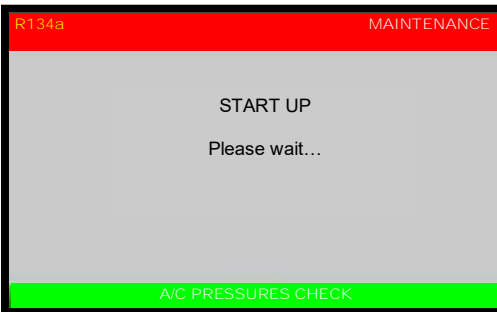 R134a MAINTENANCE
START UP
Please wait…
A/C PRESSURES CHECK